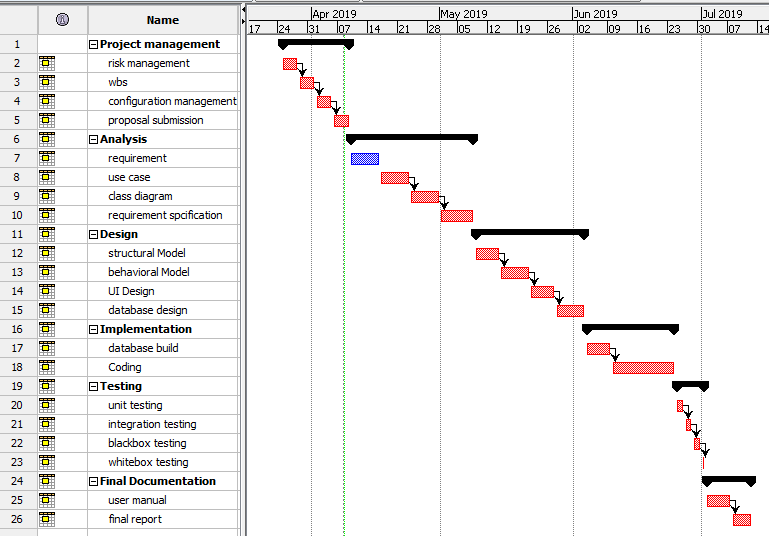 Name
Apr 2019 May 2019 Jun 2019 Jul 2019
17 24 31 07 21 28 05 12 19 26 02 09 16 23 30 07 14
1 Project management
2 risk management
3 wbs
4 configuration management
5 proposal submission
6 Analysis
7 requirement
8 use case
9 class diagram
10 requirement spcification
11 Design
12 structural Model
13 behavioral Model
14 UI Design
15 database design
16 Implementation
17 database build
18 Coding
19 Testing
20 unit testing
21 integration testing
22 blackbox testing
23 whitebox testing
24 Final Documentation
25 user manual
26 final report